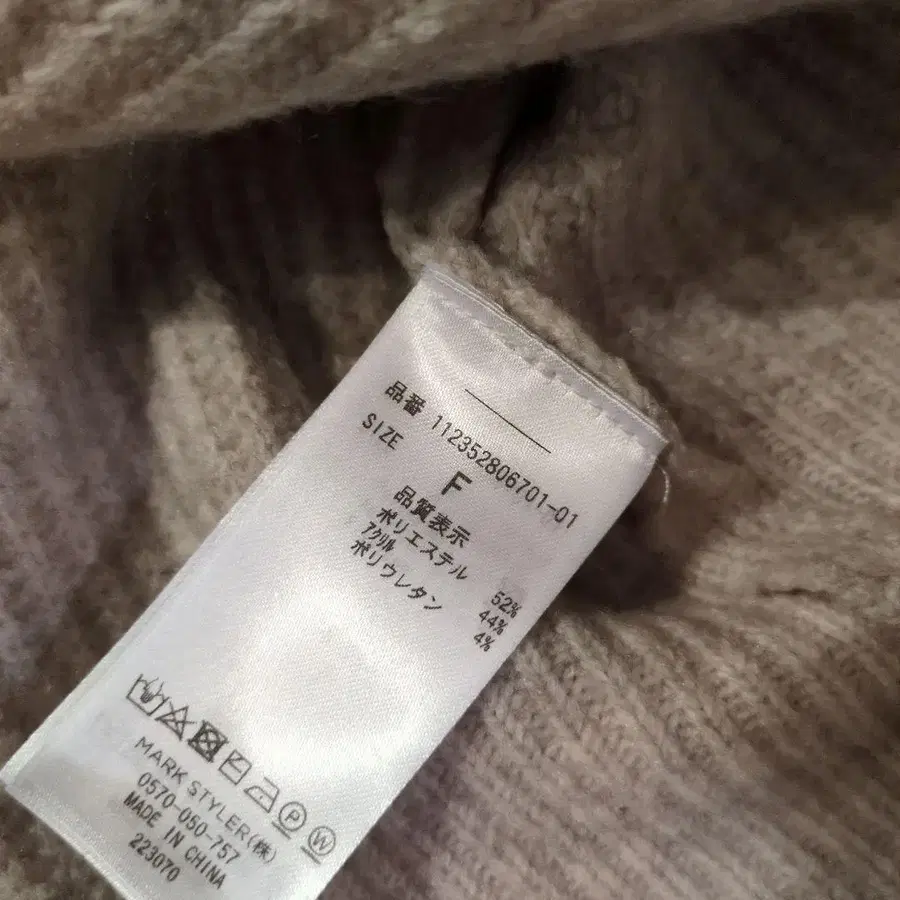 品番 112352806701-01
SIZE
F
品質表示
ポリエステル 52%
アクリル 44%
ポリウレタン 4%
P W
MARK STYLER(株)
0570-050-757
MADE IN CHINA
223070